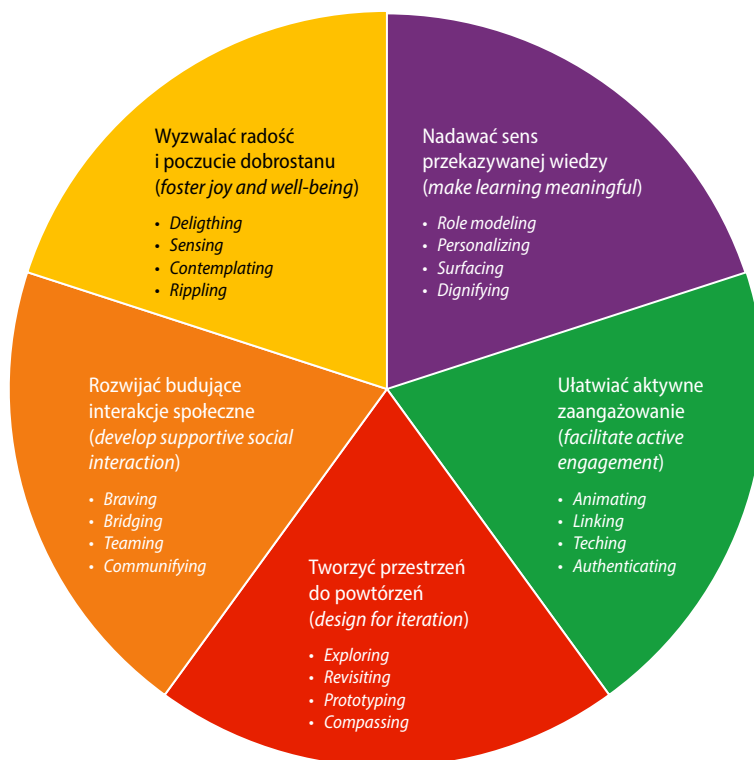 Wyzwalać radość
i poczucie dobrostanu
(foster joy and well-being)
• Deligthing
• Sensing
• Contemplating
• Rippling
Nadawać sens
przekazywanej wiedzy
(make learning meaningful)
• Role modeling
• Personalizing
• Surfacing
• Dignifying
Rozwijać budujące
interakcje społeczne
(develop supportive social
interaction)
• Braving
• Bridging
• Teaming
• Communifying
Ułatwiać aktywne
zaangażowanie
(facilitate active
engagement)
• Animating
• Linking
• Teching
• Authenticating
Tworzyć przestrzeń
do powtórzeń
(design for iteration)
• Exploring
• Revisiting
• Prototyping
• Compassing